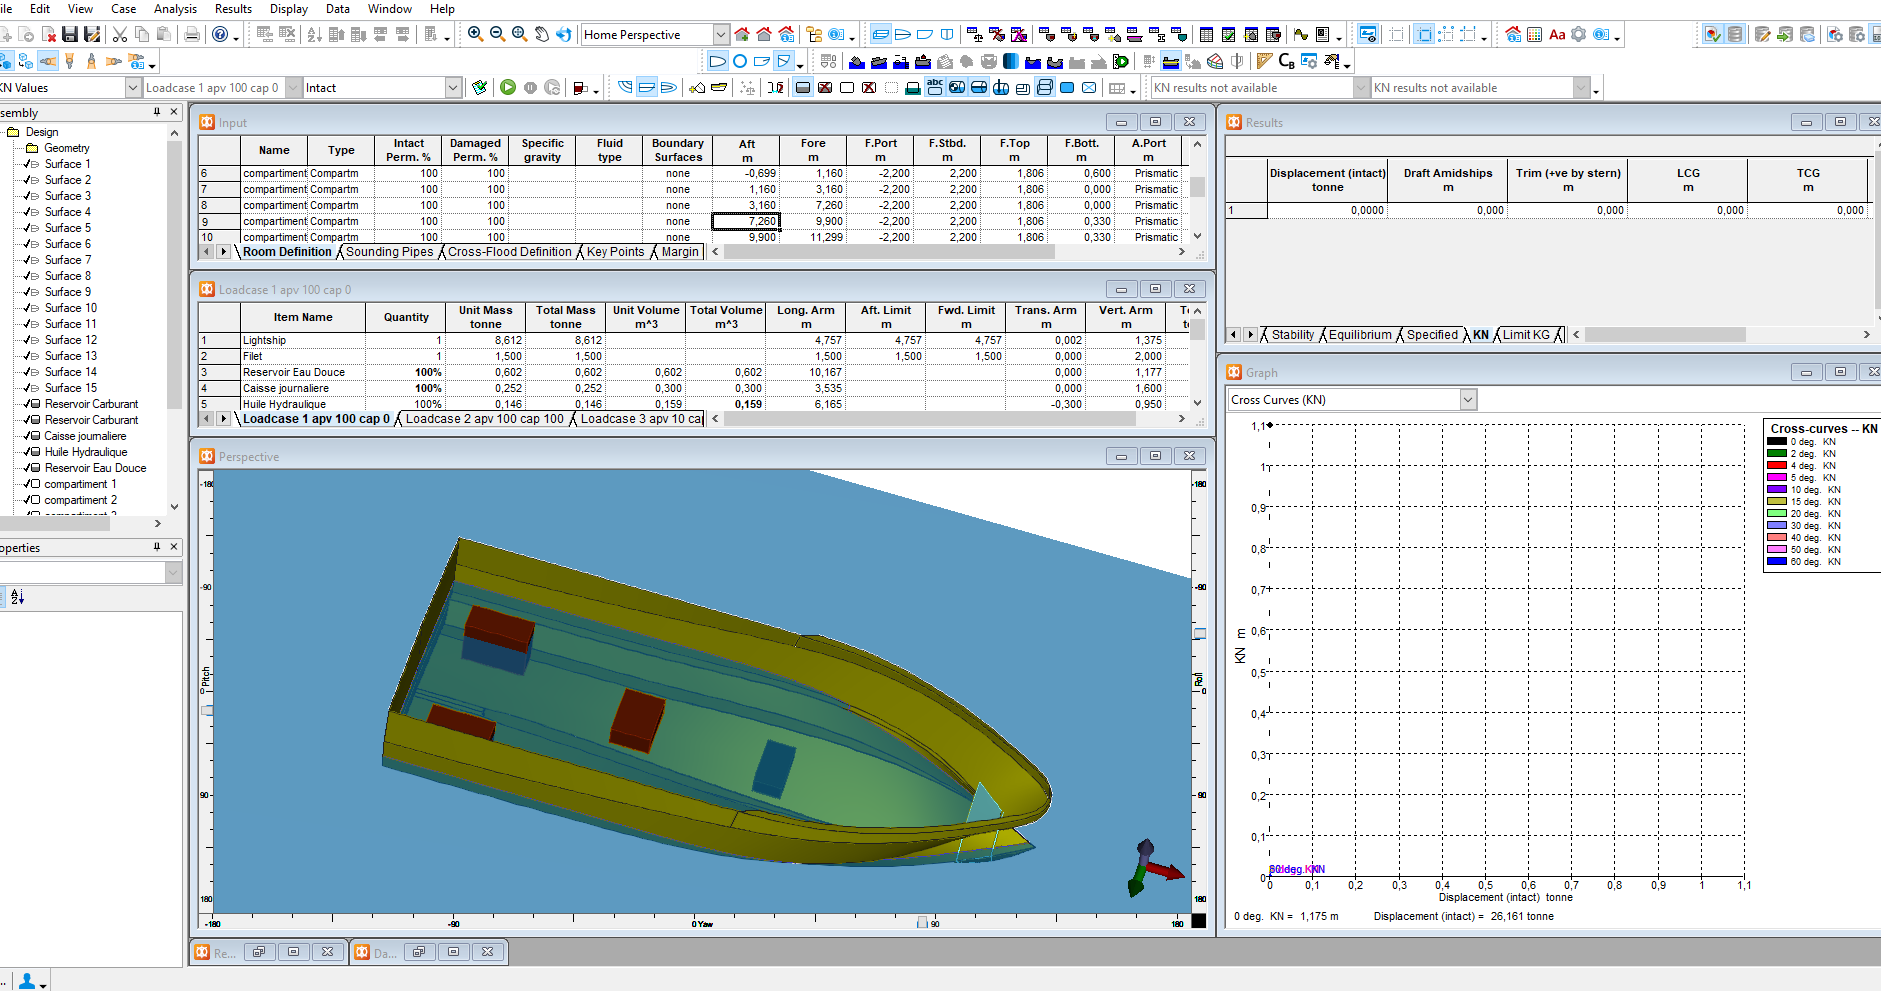 ile Edit View Case Analysis Results Display Data Window Help
Home Perspective
Aa
CB
KN Values Loadcase 1 apv 100 cap 0 Intact
abc
KN results not available KN results not available
sembly
Design
Geometry
Surface 1
Surface 2
Surface 3
Surface 4
Surface 5
Surface 6
Surface 7
Surface 8
Surface 9
Surface 10
Surface 11
Surface 12
Surface 13
Surface 14
Surface 15
Reservoir Carburant
Reservoir Carburant
Caisse journaliere
Huile Hydraulique
Reservoir Eau Douce
compartiment 1
compartiment 2
operties
Input
Name Type Intact Perm. % Damaged Perm. % Specific gravity Fluid type Boundary Surfaces Aft m Fore m F.Port m F.Stbd. m F.Top m F.Bott. m A.Port m
6 compartiment Compartm 100 100 none -0,699 1,160 -2,200 2,200 1,806 0,600 Prismatic
7 compartiment Compartm 100 100 none 1,160 3,160 -2,200 2,200 1,806 0,000 Prismatic
8 compartiment Compartm 100 100 none 3,160 7,260 -2,200 2,200 1,806 0,000 Prismatic
9 compartiment Compartm 100 100 none 7,260 9,900 -2,200 2,200 1,806 0,330 Prismatic
10 compartiment Compartm 100 100 none 9,900 11,299 -2,200 2,200 1,806 0,330 Prismatic
Room Definition Sounding Pipes Cross-Flood Definition Key Points Margin
Loadcase 1 apv 100 cap 0
Item Name Quantity Unit Mass tonne Total Mass tonne Unit Volume m^3 Total Volume m^3 Long. Arm m Aft. Limit m Fwd. Limit m Trans. Arm m Vert. Arm m
1 Lightship 1 8,612 8,612 4,757 4,757 4,757 0,002 1,375
2 Filet 1 1,500 1,500 1,500 1,500 1,500 0,000 2,000
3 Reservoir Eau Douce 100% 0,602 0,602 0,602 0,602 10,167 0,000 1,177
4 Caisse journaliere 100% 0,252 0,252 0,300 0,300 3,535 0,000 1,600
5 Huile Hydraulique 100% 0,146 0,146 0,159 0,159 6,165 -0,300 0,950
Loadcase 1 apv 100 cap 0 Loadcase 2 apv 100 cap 100 Loadcase 3 apv 10 ca
Perspective
-180 -180
-90 -90
Pitch Roll
0 0
90 90
180 180
-180 -90 0 Yaw 90 180
Re... Da...
Results
Displacement (intact) tonne Draft Amidships m Trim (+ve by stern) m LCG m TCG m
1 0,0000 0,000 0,000 0,000 0,000
Stability Equilibrium Specified KN Limit KG
Graph
Cross Curves (KN)
Cross-curves -- KN
0 deg. KN
2 deg. KN
4 deg. KN
5 deg. KN
10 deg. KN
15 deg. KN
20 deg. KN
30 deg. KN
40 deg. KN
50 deg. KN
60 deg. KN
1,1
1
0,9
0,8
0,7
0,6
KN m
0,5
0,4
0,3
0,2
0,1
0
0 0,1 0,2 0,3 0,4 0,5 0,6 0,7 0,8 0,9 1 1,1
Displacement (intact) tonne
0 deg. KN = 1,175 m Displacement (intact) = 26,161 tonne